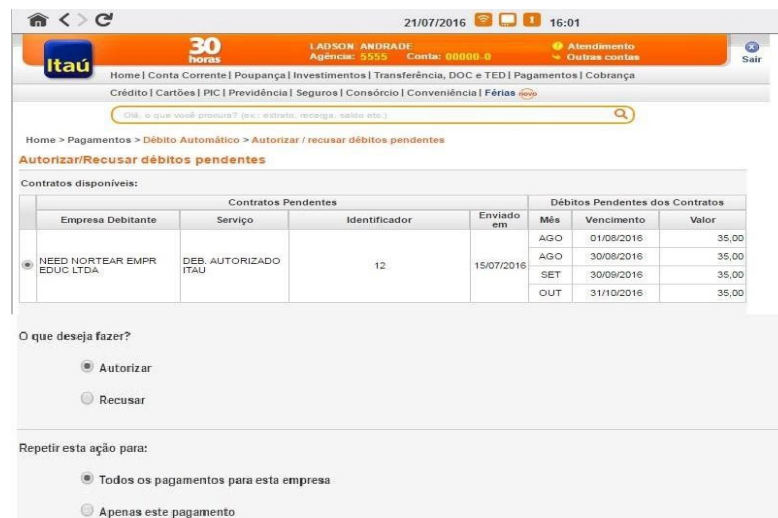 21/07/2016 16:01
Itaú
30 horas
LADSON ANDRADE
Agência: 5555 Conta: 00000-0
Atendimento
Outras contas
Sair
Home | Conta Corrente | Poupança | Investimentos | Transferência, DOC e TED | Pagamentos | Cobrança
Crédito | Cartões | PIC | Previdência | Seguros | Consórcio | Conveniência | Férias novo
Olá, o que você procura? (ex.: extrato, recarga, saldo etc.)
Home > Pagamentos > Débito Automático > Autorizar / recusar débitos pendentes
Autorizar/Recusar débitos pendentes
Contratos disponíveis:
Contratos Pendentes Débitos Pendentes dos Contratos
Empresa Debitante Serviço Identificador Enviado em Mês Vencimento Valor
NEED NORTEAR EMPR EDUC LTDA DEB. AUTORIZADO ITAU 12 15/07/2016
AGO 01/08/2016 35,00
AGO 30/08/2016 35,00
SET 30/09/2016 35,00
OUT 31/10/2016 35,00
O que deseja fazer?
Autorizar
Recusar
Repetir esta ação para:
Todos os pagamentos para esta empresa
Apenas este pagamento